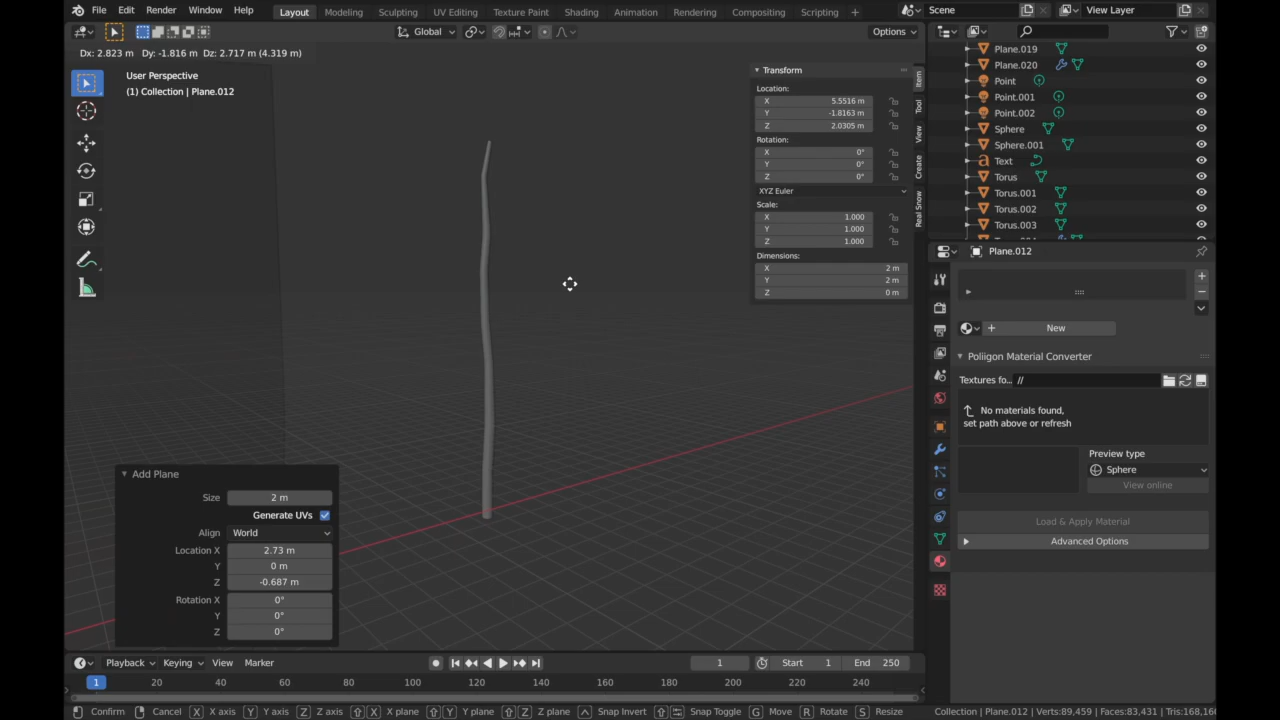 File Edit Render Window Help Layout Modeling Sculpting UV Editing Texture Paint Shading Animation Rendering Compositing Scripting + Scene View Layer
Global Options
Dx: 2.823 m Dy: -1.816 m Dz: 2.717 m (4.319 m)
User Perspective
(1) Collection | Plane.012
Transform
Location:
X 5.5516 m
Y -1.8163 m
Z 2.0305 m
Rotation:
X 0°
Y 0°
Z 0°
XYZ Euler
Scale:
X 1.000
Y 1.000
Z 1.000
Dimensions:
X 2 m
Y 2 m
Z 0 m
Item
Tool
View
Create
Real Snow
Plane.019
Plane.020
Point
Point.001
Point.002
Sphere
Sphere.001
Text
Torus
Torus.001
Torus.002
Torus.003
Plane.012
New
Poliigon Material Converter
Textures fo... //
No materials found,
set path above or refresh
Preview type
Sphere
View online
Load & Apply Material
Advanced Options
Add Plane
Size 2 m
Generate UVs
Align World
Location X 2.73 m
Y 0 m
Z -0.687 m
Rotation X 0°
Y 0°
Z 0°
Playback Keying View Marker 1 Start 1 End 250
1 20 40 60 80 100 120 140 160 180 200 220 240
Confirm Cancel X X axis Y Y axis Z Z axis X X plane Y Y plane Z Z plane Snap Invert Snap Toggle G Move R Rotate S Resize Collection | Plane.012 | Verts:89,459 | Faces:83,431 | Tris:168,16